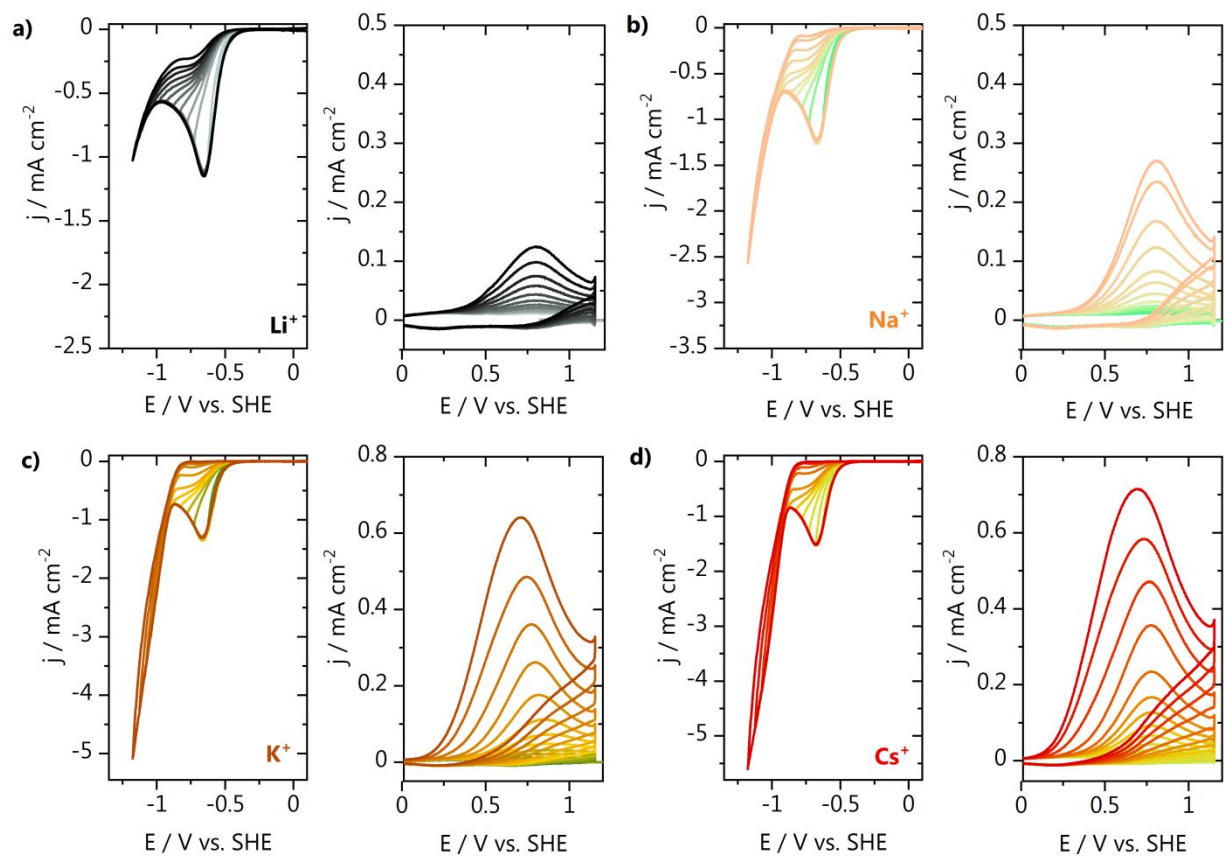 a)
j / mA cm-2
0
-0.5
-1
-1.5
-2
-2.5
Li+
-1 -0.5 0
E / V vs. SHE
j / mA cm-2
0.5
0.4
0.3
0.2
0.1
0
0 0.5 1
E / V vs. SHE
b)
j / mA cm-2
0
-0.5
-1
-1.5
-2
-2.5
-3
-3.5
Na+
-1 -0.5 0
E / V vs. SHE
j / mA cm-2
0.5
0.4
0.3
0.2
0.1
0
0 0.5 1
E / V vs. SHE
c)
j / mA cm-2
0
-1
-2
-3
-4
-5
K+
-1 -0.5 0
E / V vs. SHE
j / mA cm-2
0.8
0.6
0.4
0.2
0
0 0.5 1
E / V vs. SHE
d)
j / mA cm-2
0
-1
-2
-3
-4
-5
Cs+
-1 -0.5 0
E / V vs. SHE
j / mA cm-2
0.8
0.6
0.4
0.2
0
0 0.5 1
E / V vs. SHE